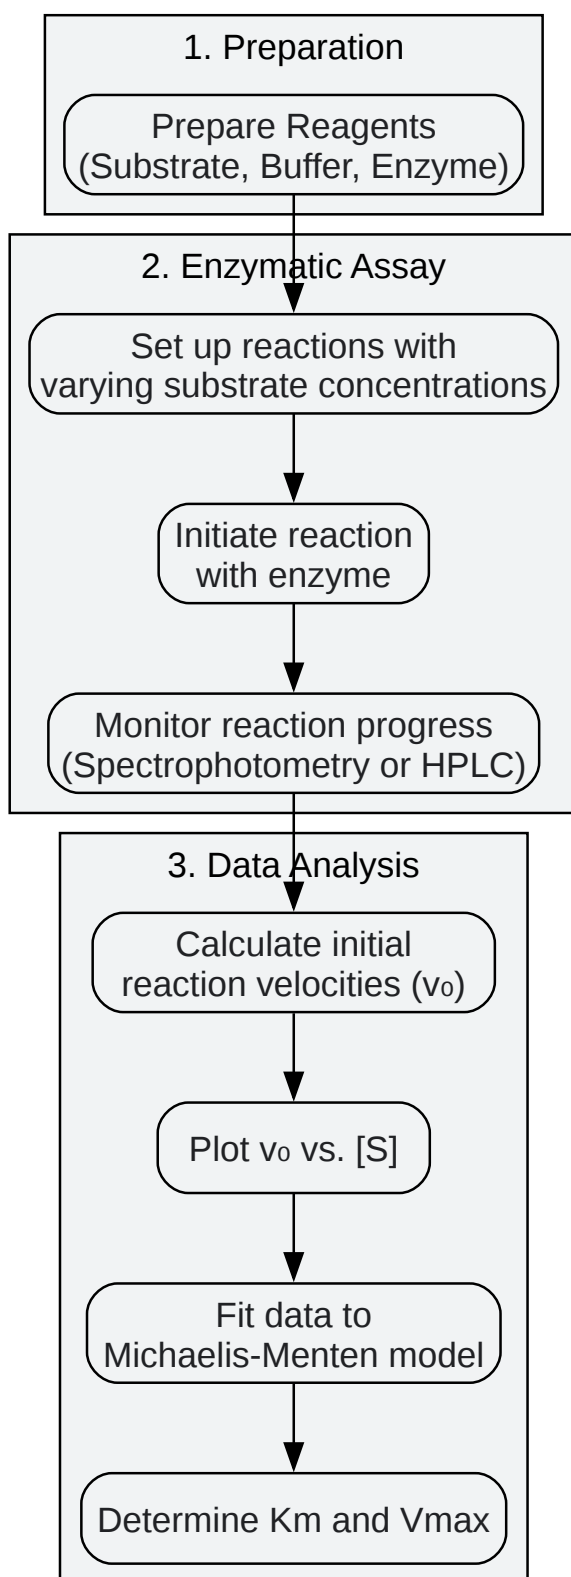 1. Preparation
Prepare Reagents
(Substrate, Buffer, Enzyme)
2. Enzymatic Assay
Set up reactions with
varying substrate concentrations
Initiate reaction
with enzyme
Monitor reaction progress
(Spectrophotometry or HPLC)
3. Data Analysis
Calculate initial
reaction velocities (v₀)
Plot v₀ vs. [S]
Fit data to
Michaelis-Menten model
Determine Km and Vmax